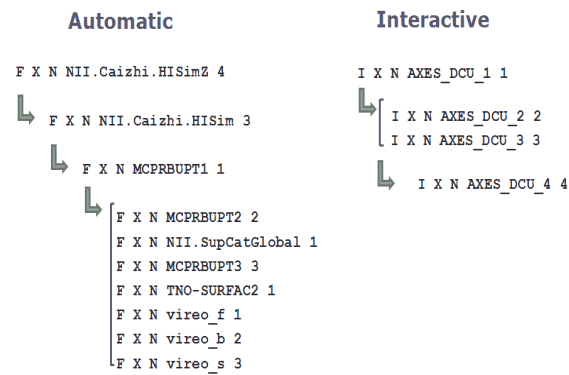 Automatic
F X N NII.Caizhi.HISimZ 4
F X N NII.Caizhi.HISim 3
F X N MCPRBUPT1 1
F X N MCPRBUPT2 2
F X N NII.SupCatGlobal 1
F X N MCPRBUPT3 3
F X N TNO-SURFAC2 1
F X N vireo_f 1
F X N vireo_b 2
F X N vireo_s 3
Interactive
I X N AXES_DCU_1 1
I X N AXES_DCU_2 2
I X N AXES_DCU_3 3
I X N AXES_DCU_4 4